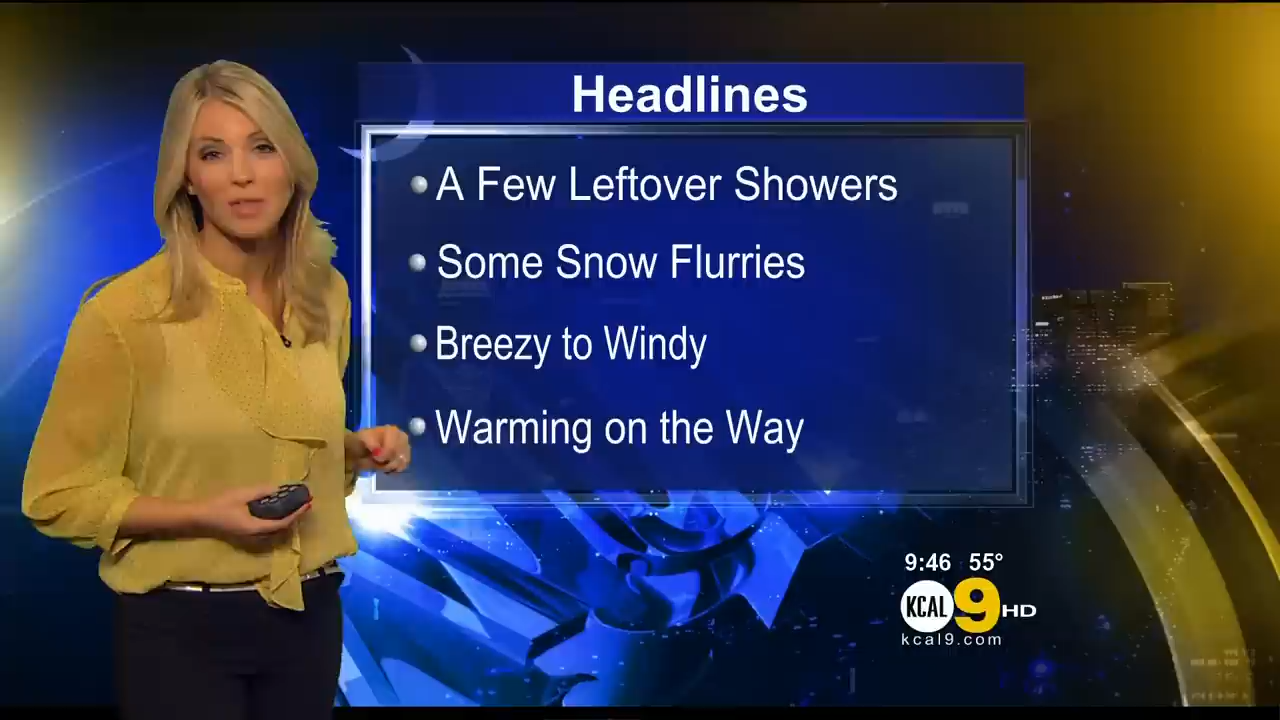 Headlines
A Few Leftover Showers
Some Snow Flurries
Breezy to Windy
Warming on the Way
9:46 55°
KCAL 9 HD
kcal9.com